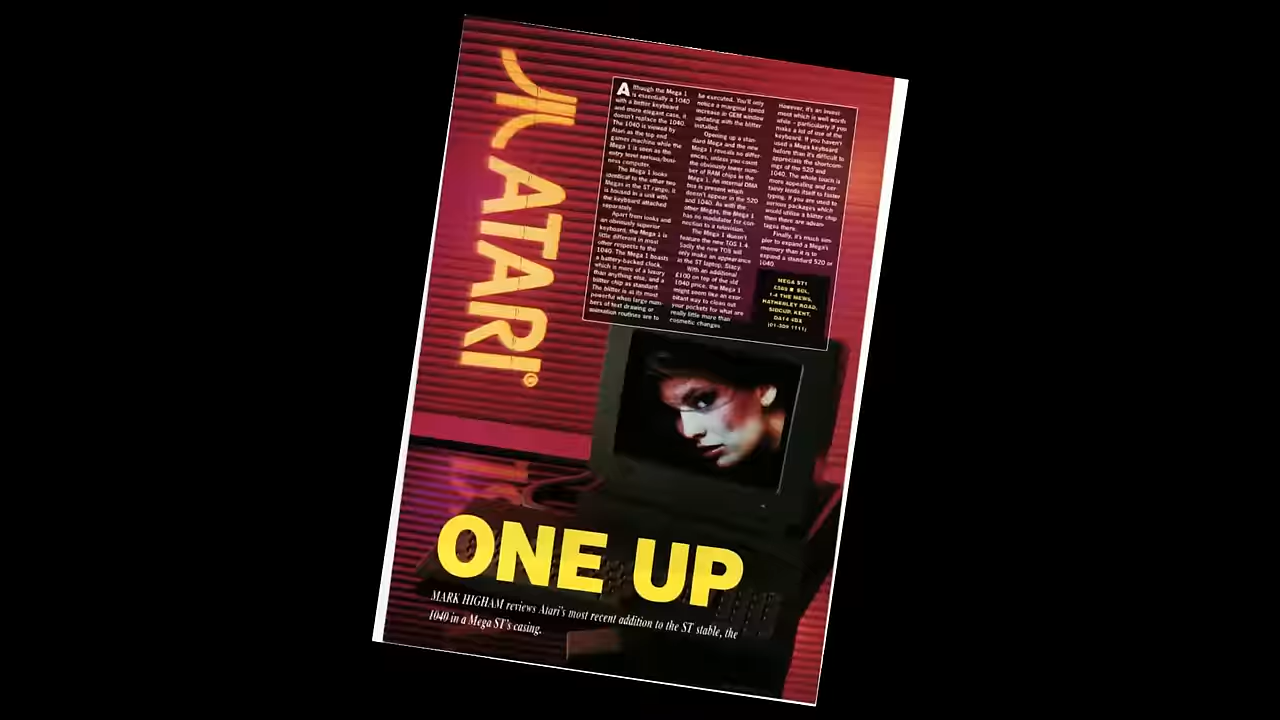 ATARI®
Although the Mega 1
is essentially a 1040
with a better keyboard
and more elegant case, it
doesn't replace the 1040.
The 1040 is viewed by
Atari as the top end
games machine while the
Mega 1 is seen as the
entry level serious/busi-
ness computer.
The Mega 1 looks
identical to the other two
Megas in the ST range, it
is housed in a unit with
the keyboard attached
separately.
Apart from looks and
an obviously superior
keyboard, the Mega 1 is
little different in most
other respects to the
1040. The Mega 1 boasts
a battery-backed clock,
which is more of a luxury
than anything else, and a
blitter chip as standard.
The blitter is at its most
powerful when large num-
bers of text drawing or
animation routines are to
be executed. You'll only
notice a marginal speed
increase in GEM window
updating with the blitter
installed.
Opening up a stan-
dard Mega and the new
Mega 1 reveals no differ-
ences, unless you count
the obviously lower num-
ber of RAM chips in the
Mega 1. An internal DMA
bus is present which
doesn't appear in the 520
and 1040. As with the
other Megas, the Mega 1
has no modulator for con-
nection to a television.
The Mega 1 doesn't
feature the new TOS 1.4.
Sadly the new TOS will
only make an appearance
in the ST laptop, Stacy.
With an additional
£100 on top of the old
1040 price, the Mega 1
might seem like an exor-
bitant way to clean out
your pockets for what are
really little more than
cosmetic changes.
However, it's an invest-
ment which is well worth
while – particularly if you
make a lot of use of the
keyboard. If you haven't
used a Mega keyboard
before then it's difficult to
appreciate the shortcom-
ings of the 520 and
1040. The whole touch is
more appealing and cer-
tainly lends itself to faster
typing. If you are used to
serious packages which
would utilise a blitter chip
then there are advan-
tages there.
Finally, it's much sim-
pler to expand a Mega's
memory than it is to
expand a standard 520 or
1040.
MEGA ST1
■ SOL,
1-4 THE MEWS,
HATHERLEY ROAD,
SIDCUP, KENT,
DA14 4DX
ONE UP
MARK HIGHAM reviews Atari's most recent addition to the ST stable, the
1040 in a Mega ST's casing.